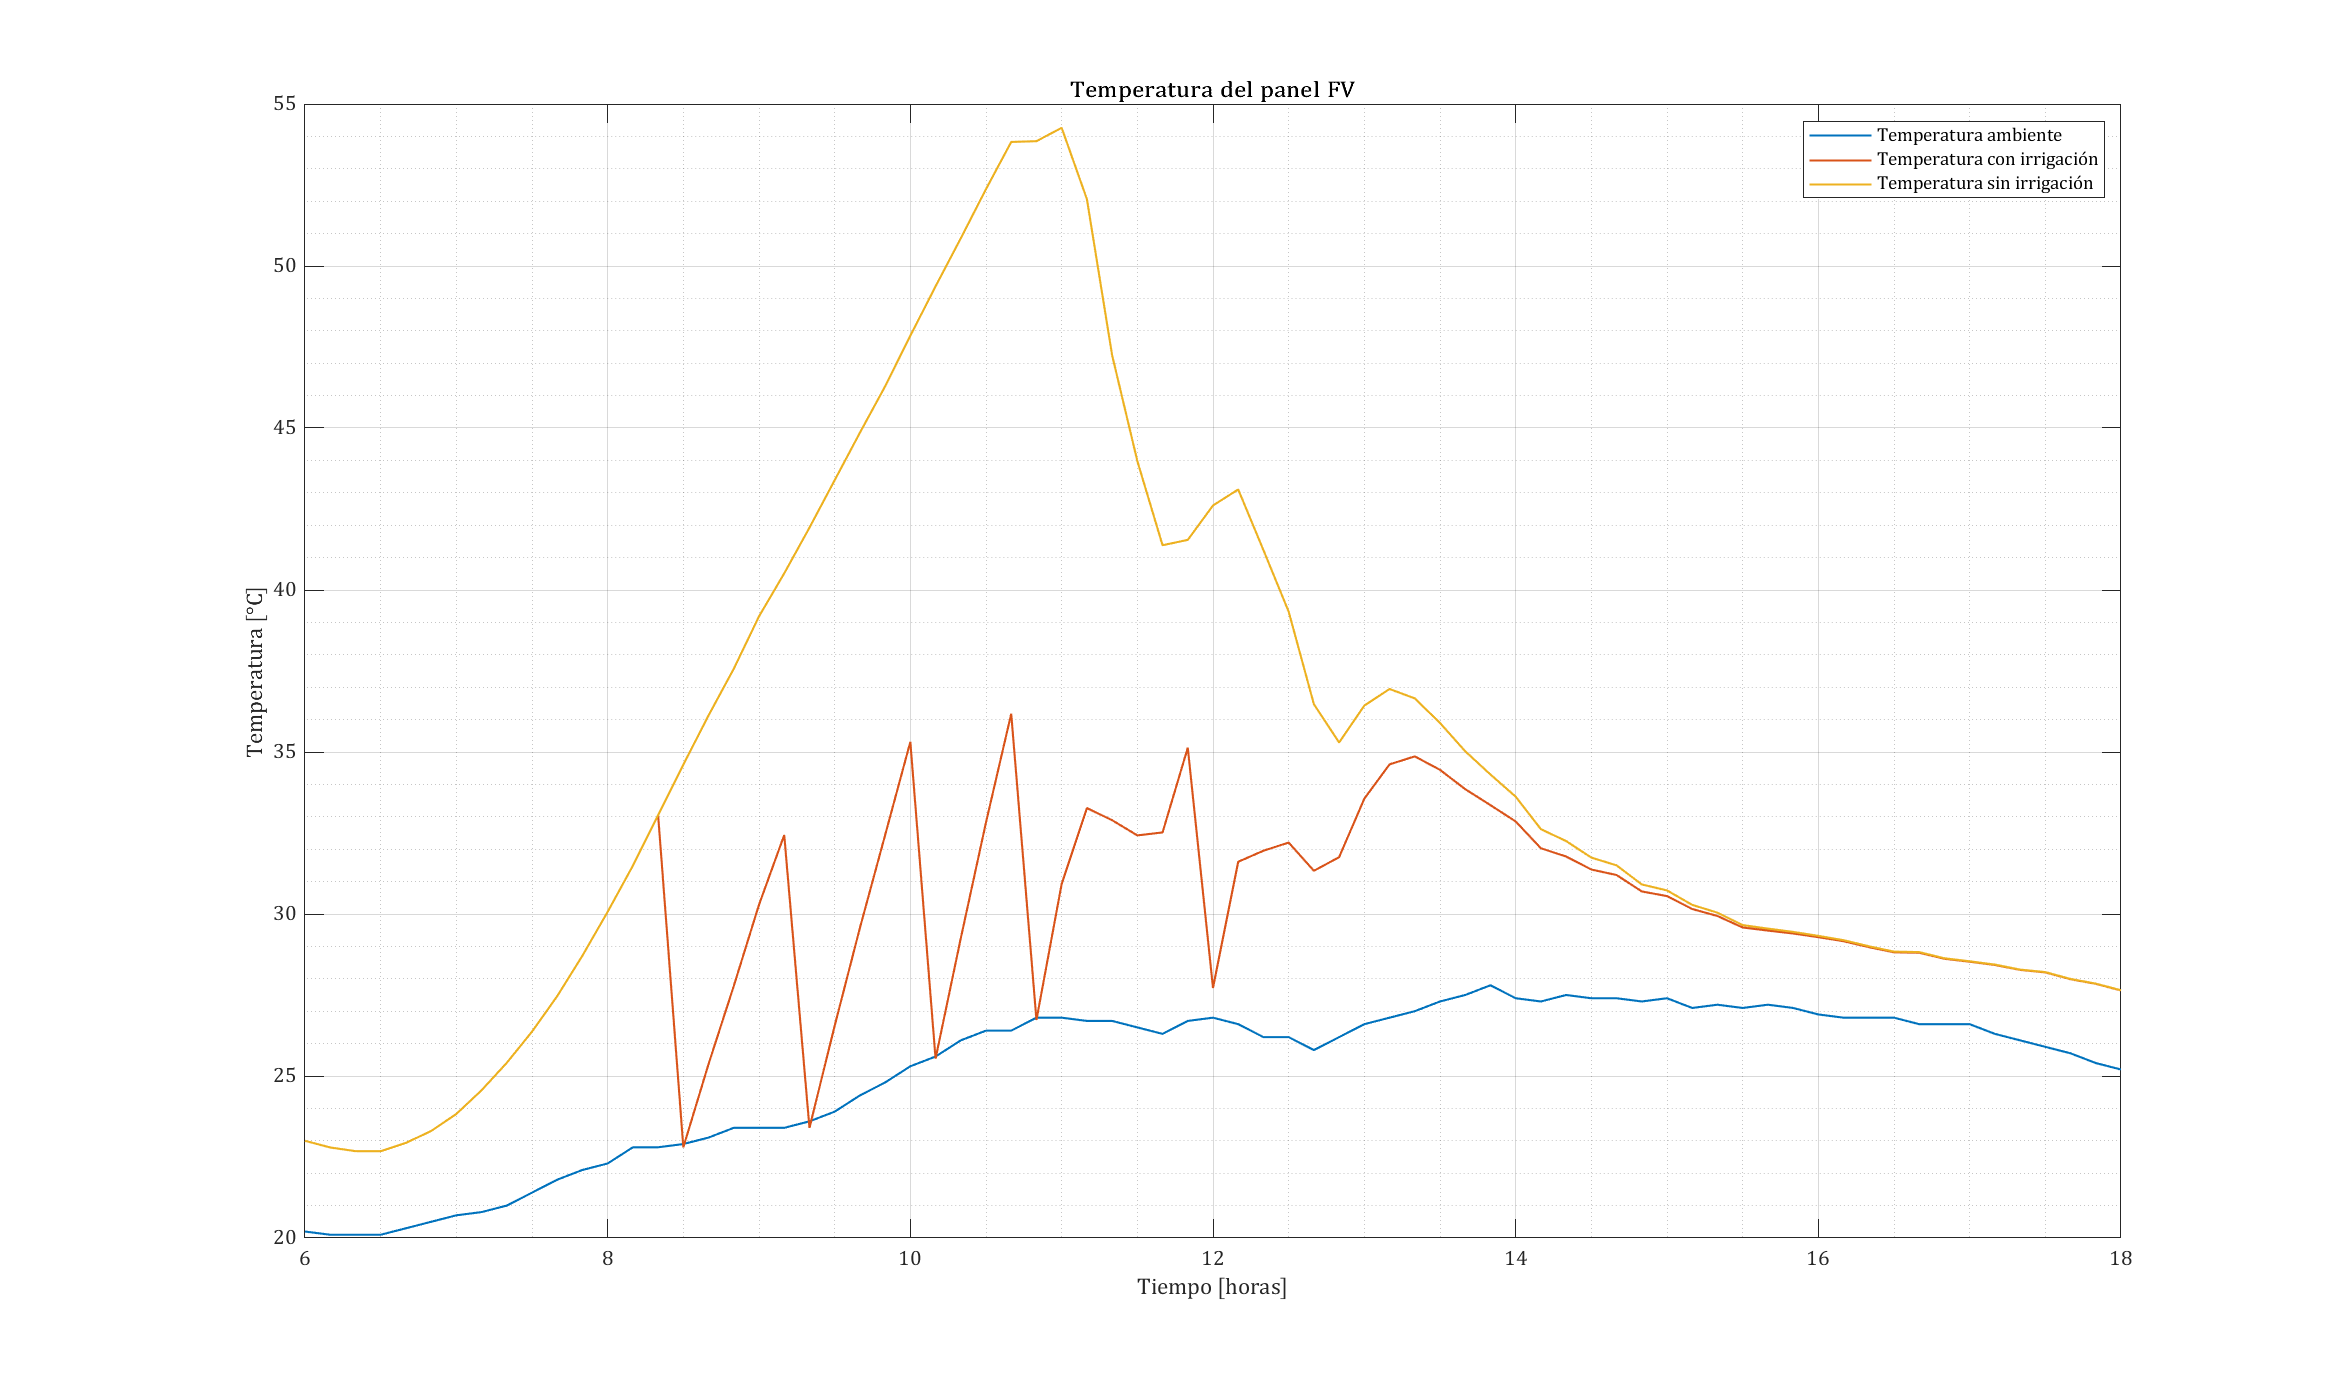 Temperatura del panel FV
55
50
45
40
35
30
25
20
Temperatura [°C]
Temperatura ambiente
Temperatura con irrigación
Temperatura sin irrigación
6 8 10 12 14 16 18
Tiempo [horas]